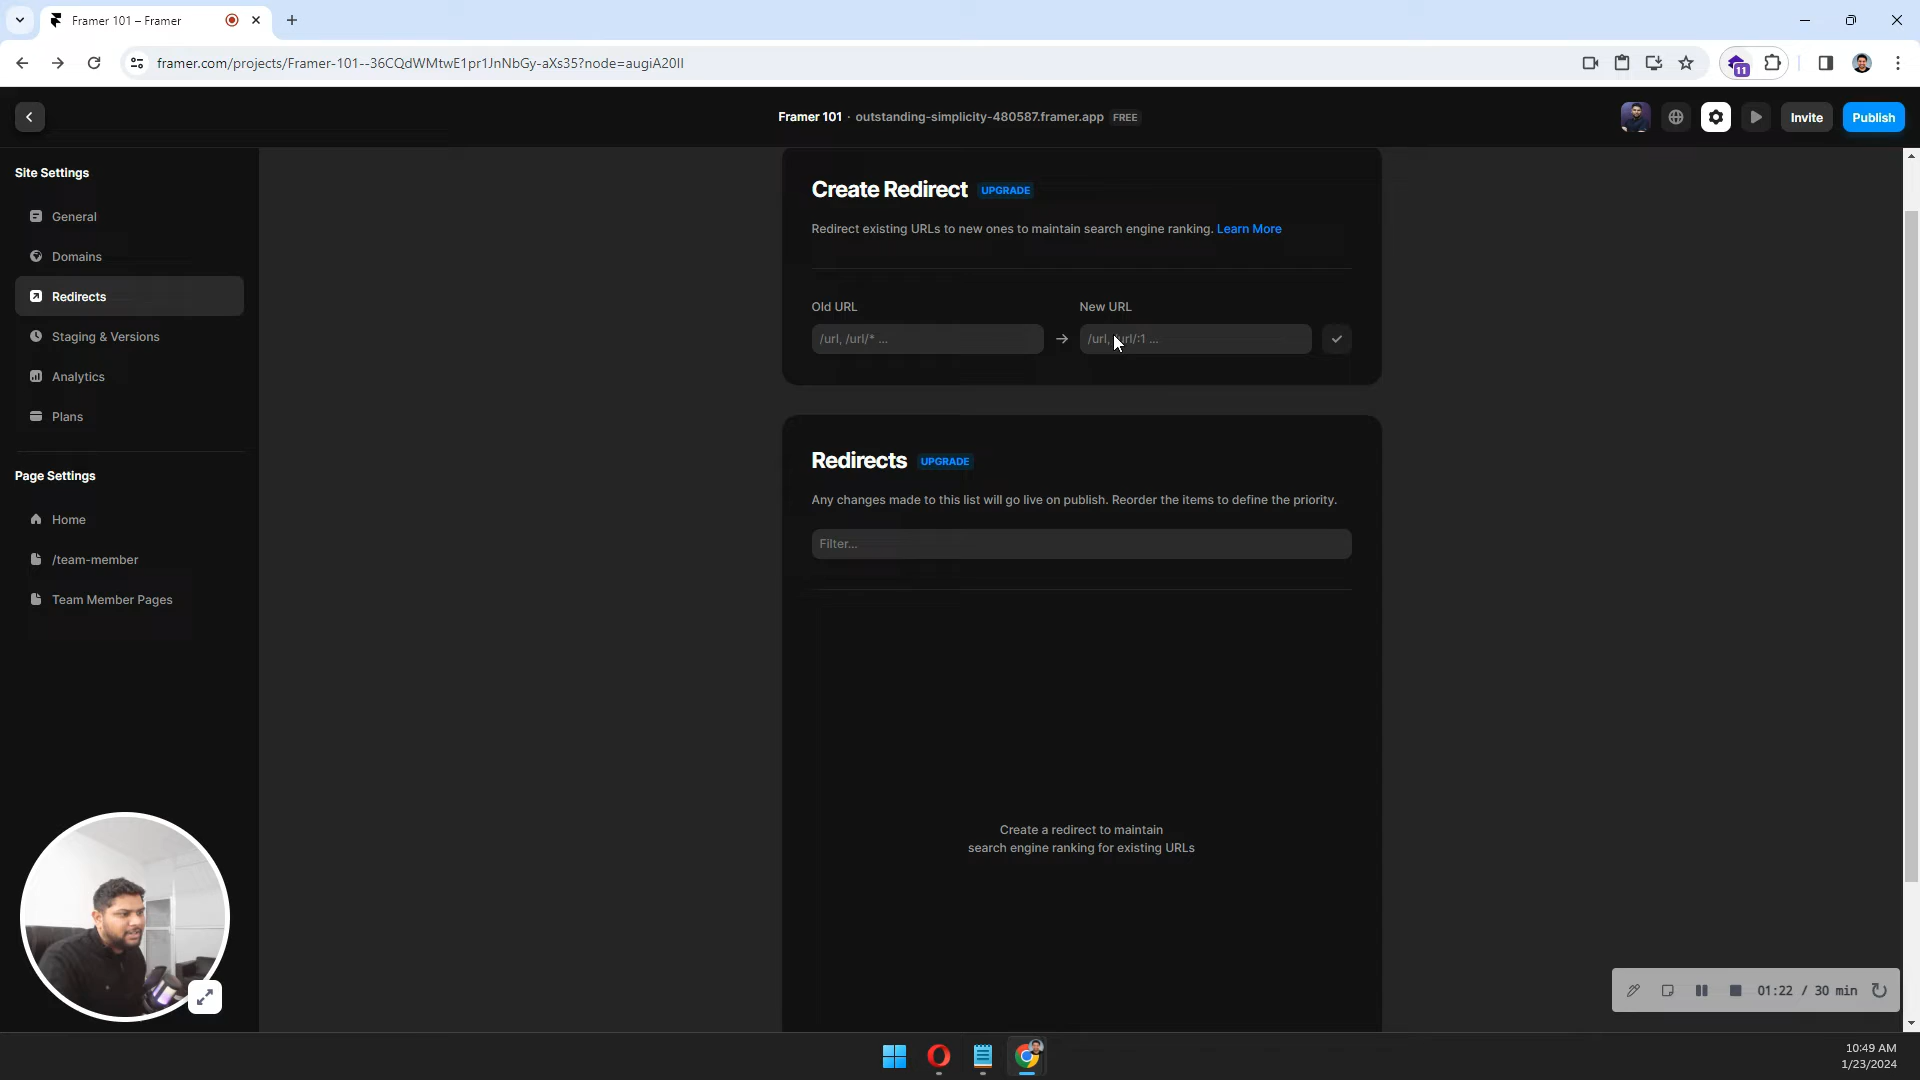 Framer 101 – Framer
framer.com/projects/Framer-101--36CQdWMtwE1pr1JnNbGy-aXs35?node=augiA20Il
11
Framer 101 · outstanding-simplicity-480587.framer.app FREE
Invite
Publish
Site Settings
General
Domains
Redirects
Staging & Versions
Analytics
Plans
Page Settings
Home
/team-member
Team Member Pages
Create Redirect UPGRADE
Redirect existing URLs to new ones to maintain search engine ranking. Learn More
Old URL
New URL
/url, /url/* ...
/url, /url/:1 ...
Redirects UPGRADE
Any changes made to this list will go live on publish. Reorder the items to define the priority.
Filter...
Create a redirect to maintain
search engine ranking for existing URLs
01:22 / 30 min
10:49 AM
1/23/2024